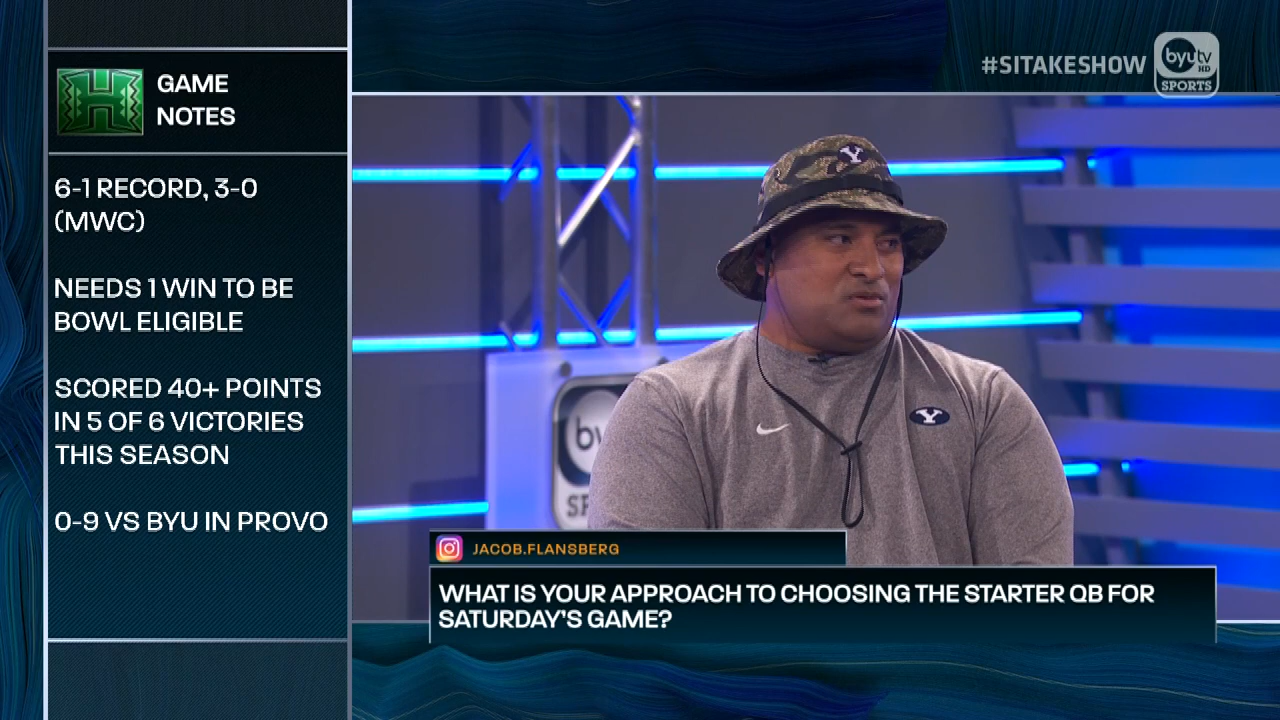 GAME
NOTES
6-1 RECORD, 3-0
(MWC)
NEEDS 1 WIN TO BE
BOWL ELIGIBLE
SCORED 40+ POINTS
IN 5 OF 6 VICTORIES
THIS SEASON
0-9 VS BYU IN PROVO
#SITAKESHOW
byutv
HD
SPORTS
Y
Y
by
SP
JACOB.FLANSBERG
WHAT IS YOUR APPROACH TO CHOOSING THE STARTER QB FOR
SATURDAY'S GAME?